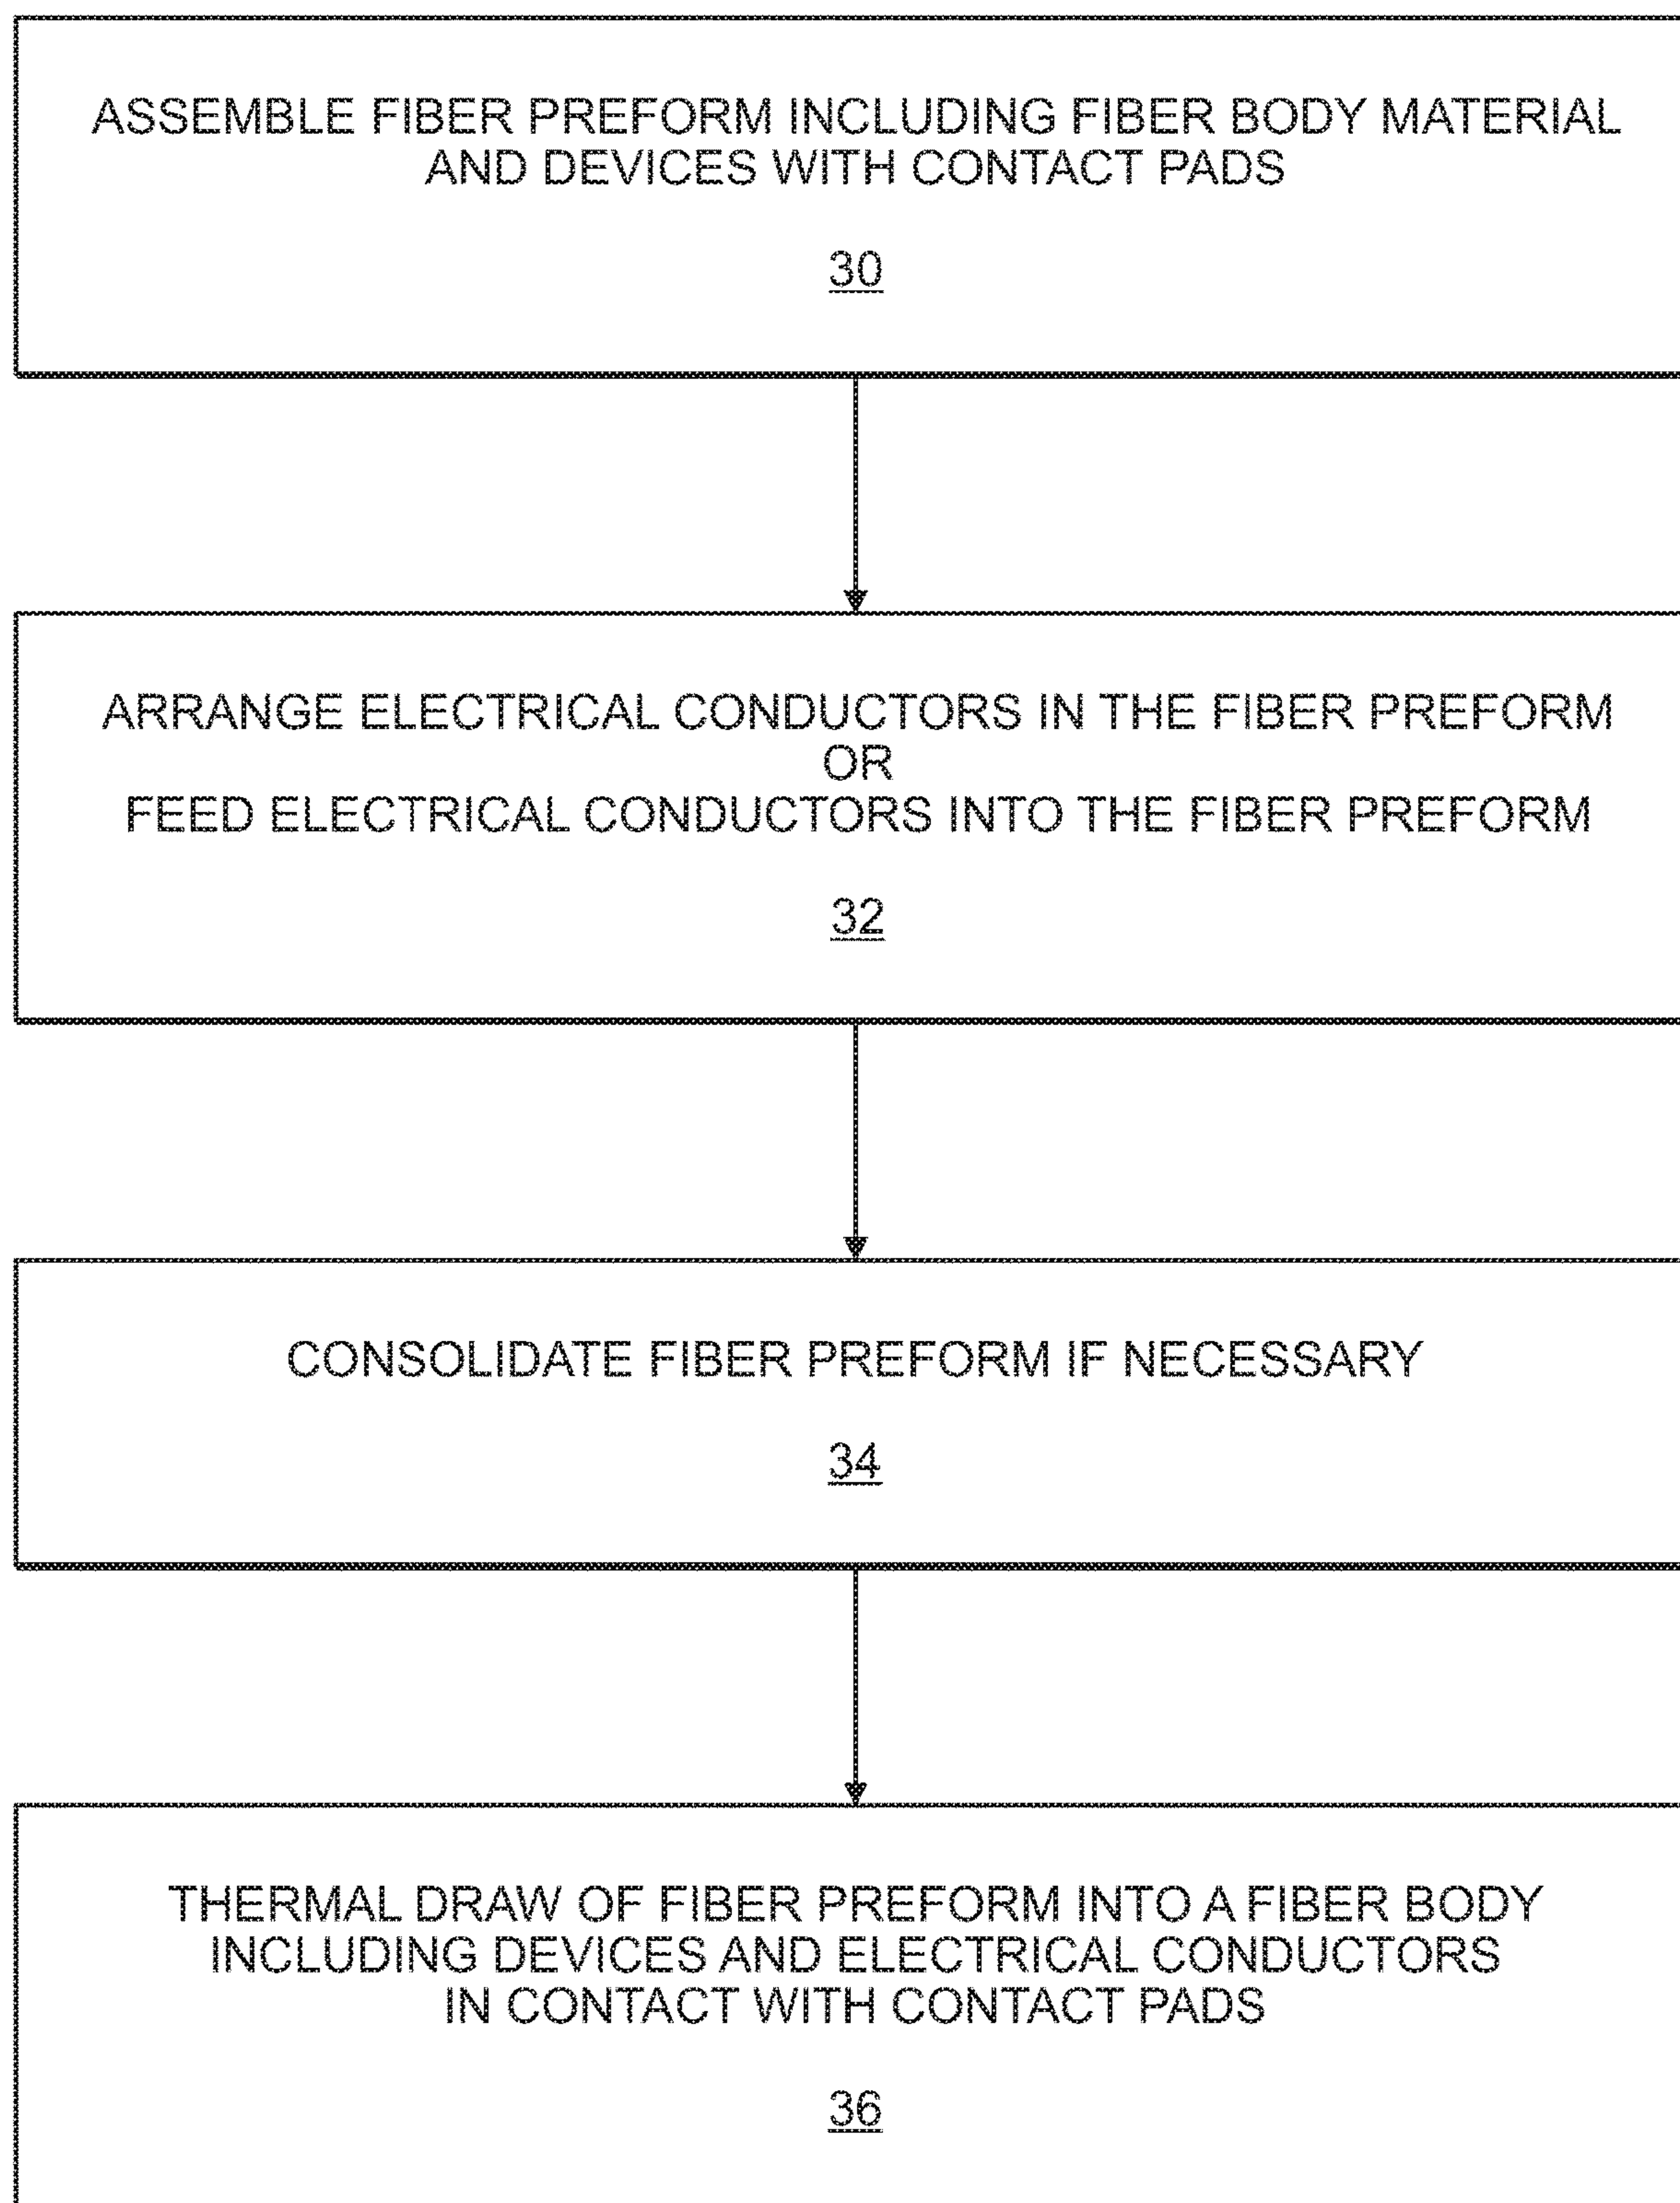 ASSEMBLE FIBER PREFORM INCLUDING FIBER BODY MATERIAL
AND DEVICES WITH CONTACT PADS
30
ARRANGE ELECTRICAL CONDUCTORS IN THE FIBER PREFORM
OR
FEED ELECTRICAL CONDUCTORS INTO THE FIBER PREFORM
32
CONSOLIDATE FIBER PREFORM IF NECESSARY
34
THERMAL DRAW OF FIBER PREFORM INTO A FIBER BODY
INCLUDING DEVICES AND ELECTRICAL CONDUCTORS
IN CONTACT WITH CONTACT PADS
36